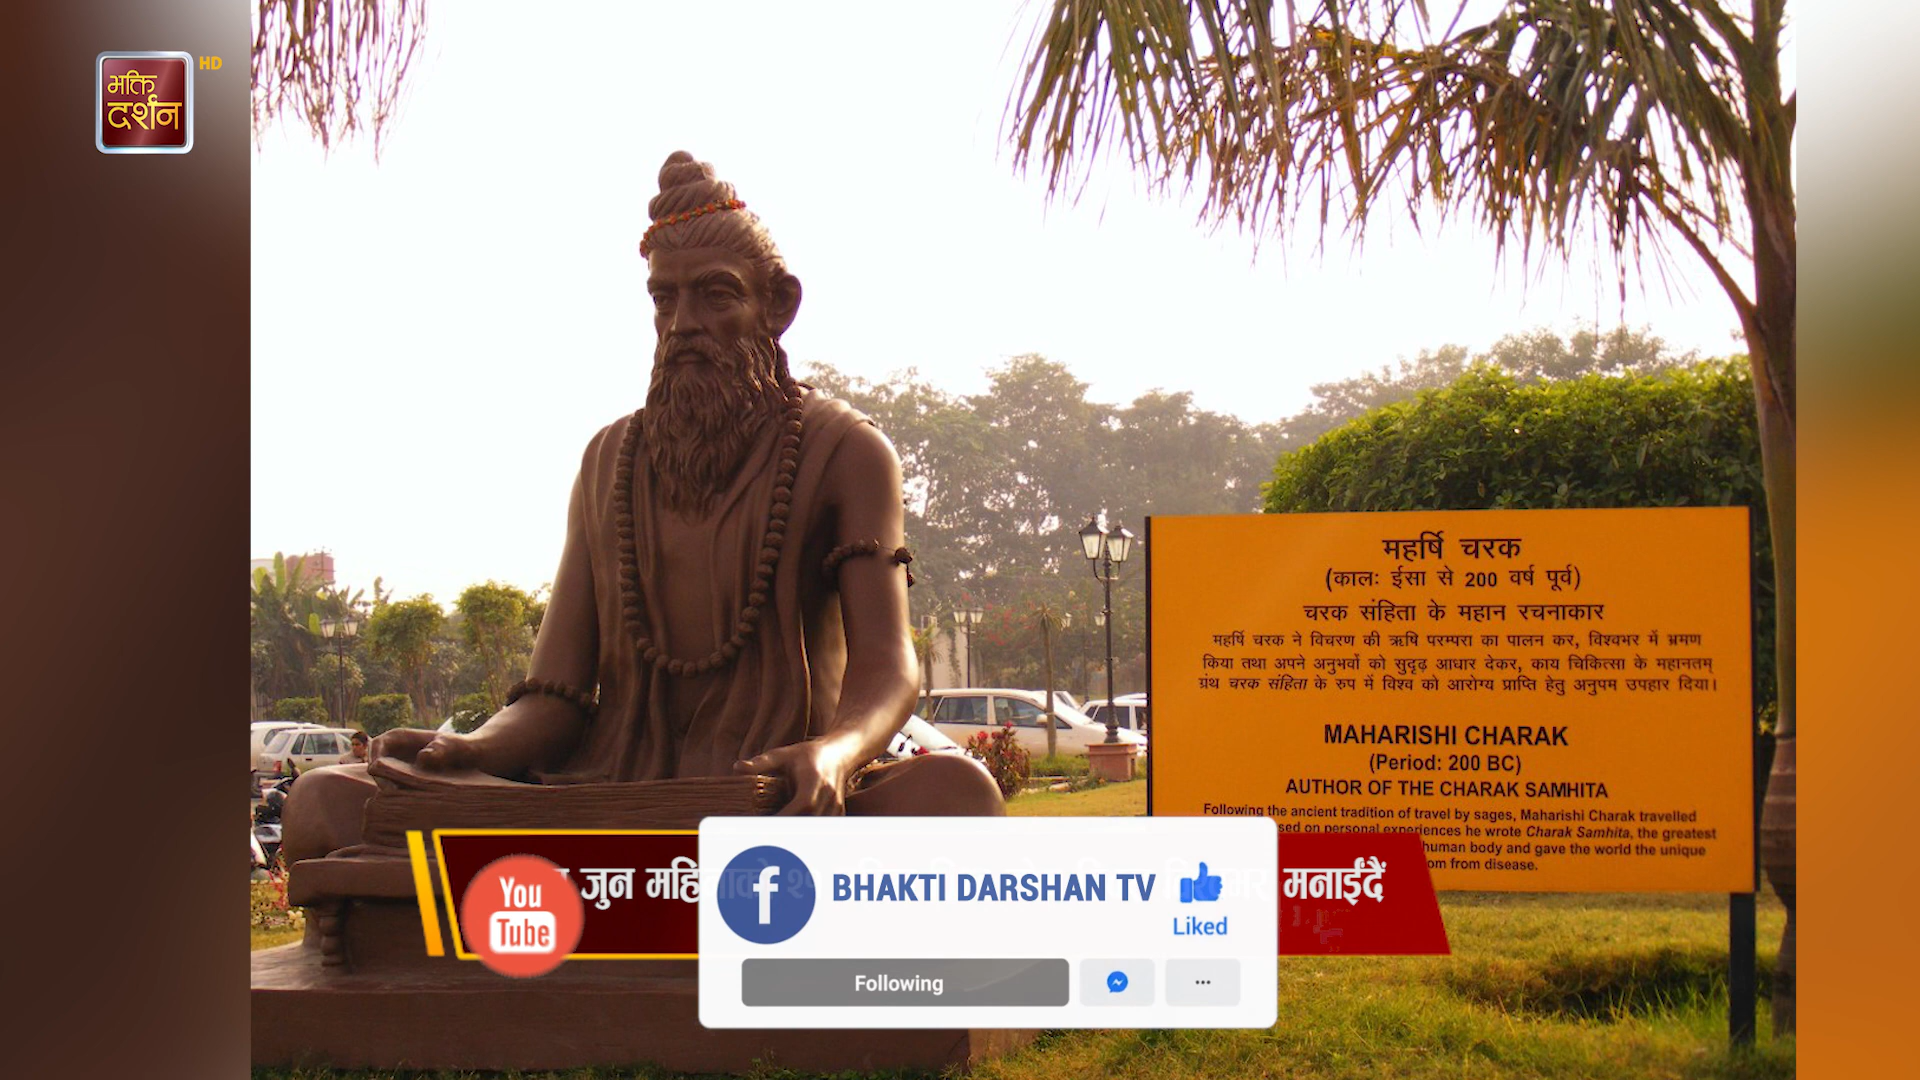 भक्ति
दर्शन
HD
महर्षि चरक
(कालः ईसा से 200 वर्ष पूर्व)
चरक संहिता के महान रचनाकार
महर्षि चरक ने विचरण की ऋषि परम्परा का पालन कर, विश्वभर में भ्रमण
किया तथा अपने अनुभवों को सुदृढ़ आधार देकर, काय चिकित्सा के महानतम्
ग्रंथ चरक संहिता के रुप में विश्व को आरोग्य प्राप्ति हेतु अनुपम उपहार दिया।
MAHARISHI CHARAK
(Period: 200 BC)
AUTHOR OF THE CHARAK SAMHITA
Following the ancient tradition of travel by sages, Maharishi Charak travelled
on personal experiences he wrote Charak Samhita, the greatest
human body and gave the world the unique
from disease.
जुन मनाईंदैं
You
Tube
f
BHAKTI DARSHAN TV
Liked
Following
...